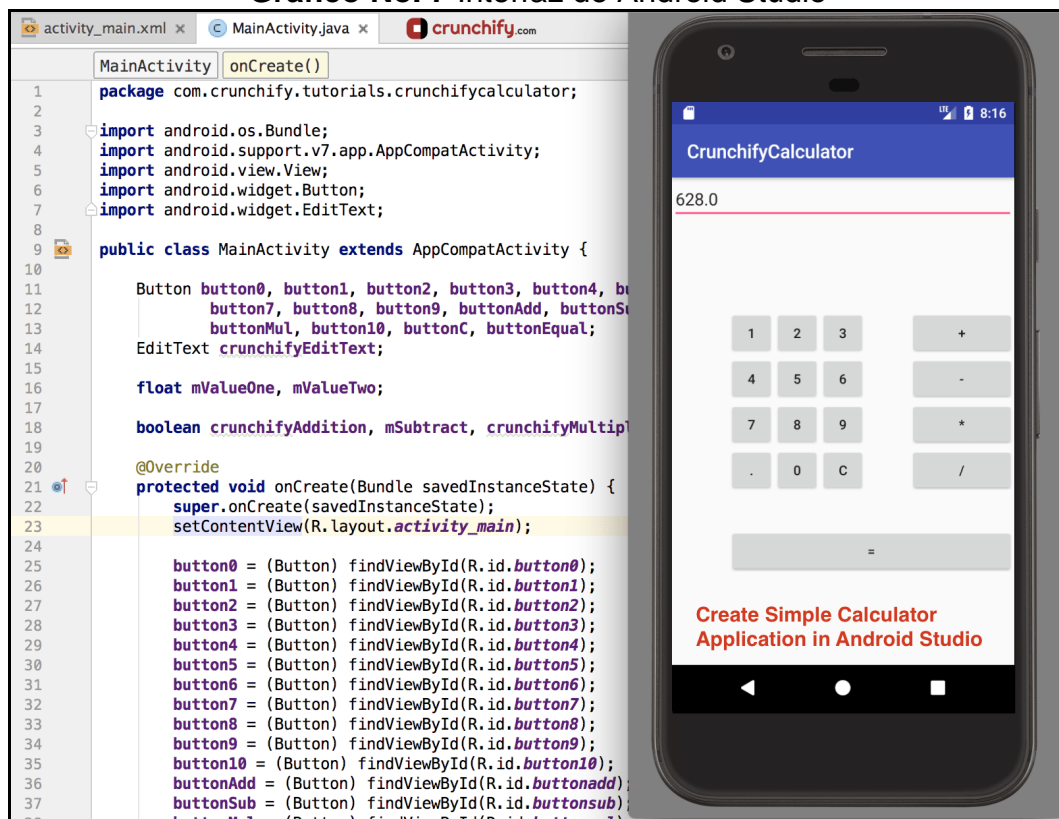 activity_main.xml × C MainActivity.java × crunchify.com
MainActivity onCreate()
1 package com.crunchify.tutorials.crunchifycalculator;
2
3 import android.os.Bundle;
4 import android.support.v7.app.AppCompatActivity;
5 import android.view.View;
6 import android.widget.Button;
7 import android.widget.EditText;
8
9 public class MainActivity extends AppCompatActivity {
10
11 Button button0, button1, button2, button3, button4,
12 button7, button8, button9, buttonAdd,
13 buttonMul, button10, buttonC, buttonEqual;
14 EditText crunchifyEditText;
15
16 float mValueOne, mValueTwo;
17
18 boolean crunchifyAddition, mSubtract,
19
20 @Override
21 protected void onCreate(Bundle savedInstanceState) {
22 super.onCreate(savedInstanceState);
23 setContentView(R.layout.activity_main);
24
25 button0 = (Button) findViewById(R.id.button0);
26 button1 = (Button) findViewById(R.id.button1);
27 button2 = (Button) findViewById(R.id.button2);
28 button3 = (Button) findViewById(R.id.button3);
29 button4 = (Button) findViewById(R.id.button4);
30 button5 = (Button) findViewById(R.id.button5);
31 button6 = (Button) findViewById(R.id.button6);
32 button7 = (Button) findViewById(R.id.button7);
33 button8 = (Button) findViewById(R.id.button8);
34 button9 = (Button) findViewById(R.id.button9);
35 button10 = (Button) findViewById(R.id.button10);
36 buttonAdd = (Button) findViewById(R.id.buttonadd);
37 buttonSub = (Button) findViewById(R.id.buttonsub);
LTE 8:16
CrunchifyCalculator
628.0
1 2 3 +
4 5 6 -
7 8 9 *
. 0 C /
=
Create Simple Calculator
Application in Android Studio